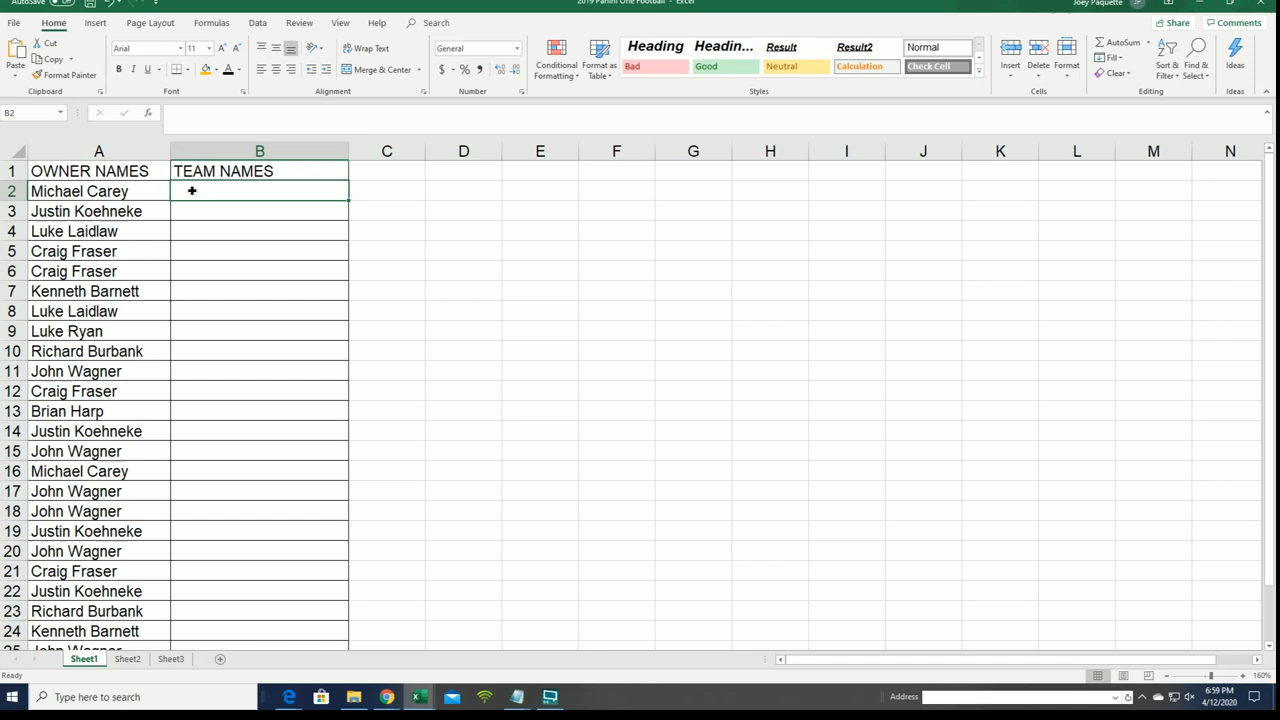 AutoSave
2019 Panini One Football - Excel
Joey Paquette
JP
File Home Insert Page Layout Formulas Data Review View Help Search
Share Comments
Paste
Cut
Copy
Format Painter
Clipboard
Arial 11
B I U
Font
Wrap Text
Merge & Center
Alignment
General
$ % ,
Number
Conditional Formatting
Format as Table
Heading Headin... Result Result2 Normal
Bad Good Neutral Calculation Check Cell
Styles
Insert Delete Format
Cells
AutoSum
Fill
Clear
Sort & Filter
Find & Select
Editing
Ideas
Ideas
B2
fx
A B C D E F G H I J K L M N
1 OWNER NAMES TEAM NAMES
2 Michael Carey
3 Justin Koehneke
4 Luke Laidlaw
5 Craig Fraser
6 Craig Fraser
7 Kenneth Barnett
8 Luke Laidlaw
9 Luke Ryan
10 Richard Burbank
11 John Wagner
12 Craig Fraser
13 Brian Harp
14 Justin Koehneke
15 John Wagner
16 Michael Carey
17 John Wagner
18 John Wagner
19 Justin Koehneke
20 John Wagner
21 Craig Fraser
22 Justin Koehneke
23 Richard Burbank
24 Kenneth Barnett
25 John Wagner
Sheet1 Sheet2 Sheet3
Ready
160%
Type here to search
Address
6:59 PM
4/12/2020